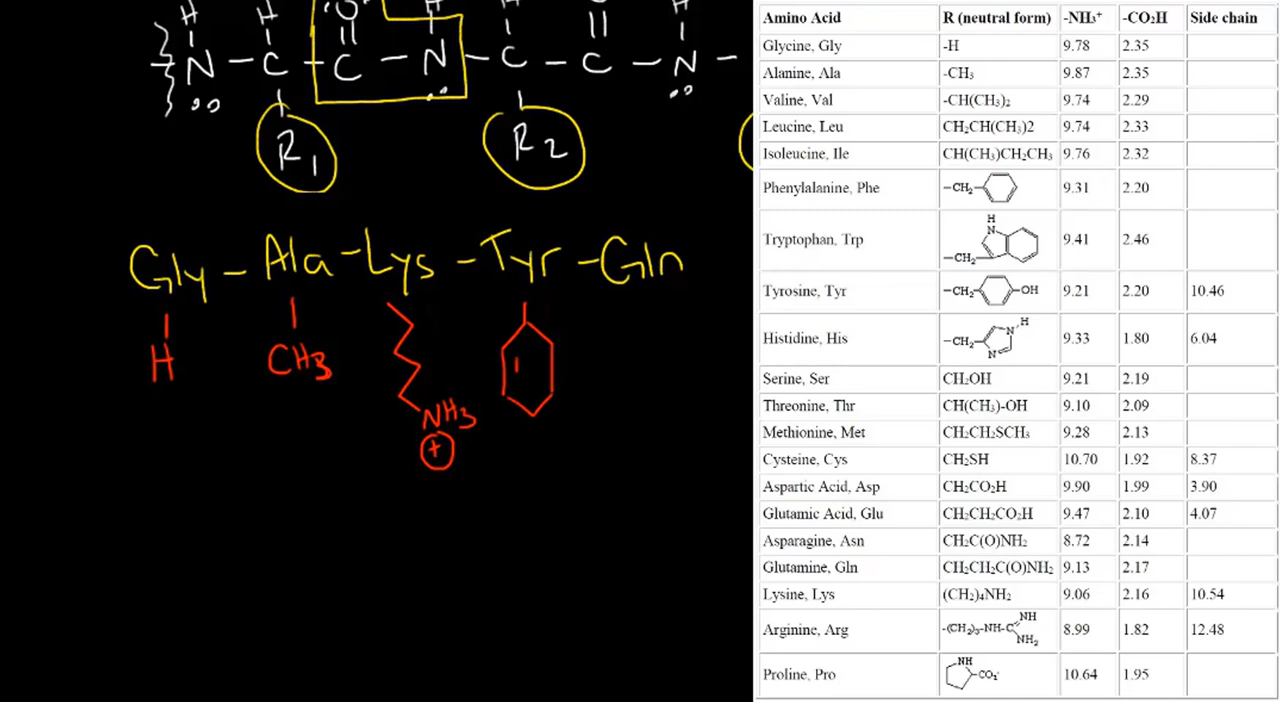 H H :O: H H H
N - C - C - N - C - C - N -
R1 R2
Gly - Ala - Lys - Tyr - Gln
H CH3
NH3
+
Amino Acid R (neutral form) -NH3+ -CO2H Side chain
Glycine, Gly -H 9.78 2.35
Alanine, Ala -CH3 9.87 2.35
Valine, Val -CH(CH3)2 9.74 2.29
Leucine, Leu CH2CH(CH3)2 9.74 2.33
Isoleucine, Ile CH(CH3)CH2CH3 9.76 2.32
Phenylalanine, Phe -CH2- 9.31 2.20
Tryptophan, Trp -CH2- N H 9.41 2.46
Tyrosine, Tyr -CH2- -OH 9.21 2.20 10.46
Histidine, His -CH2- N H N 9.33 1.80 6.04
Serine, Ser CH2OH 9.21 2.19
Threonine, Thr CH(CH3)-OH 9.10 2.09
Methionine, Met CH2CH2SCH3 9.28 2.13
Cysteine, Cys CH2SH 10.70 1.92 8.37
Aspartic Acid, Asp CH2CO2H 9.90 1.99 3.90
Glutamic Acid, Glu CH2CH2CO2H 9.47 2.10 4.07
Asparagine, Asn CH2C(O)NH2 8.72 2.14
Glutamine, Gln CH2CH2C(O)NH2 9.13 2.17
Lysine, Lys (CH2)4NH2 9.06 2.16 10.54
Arginine, Arg -(CH2)3-NH-C NH NH2 8.99 1.82 12.48
Proline, Pro NH CO2- 10.64 1.95